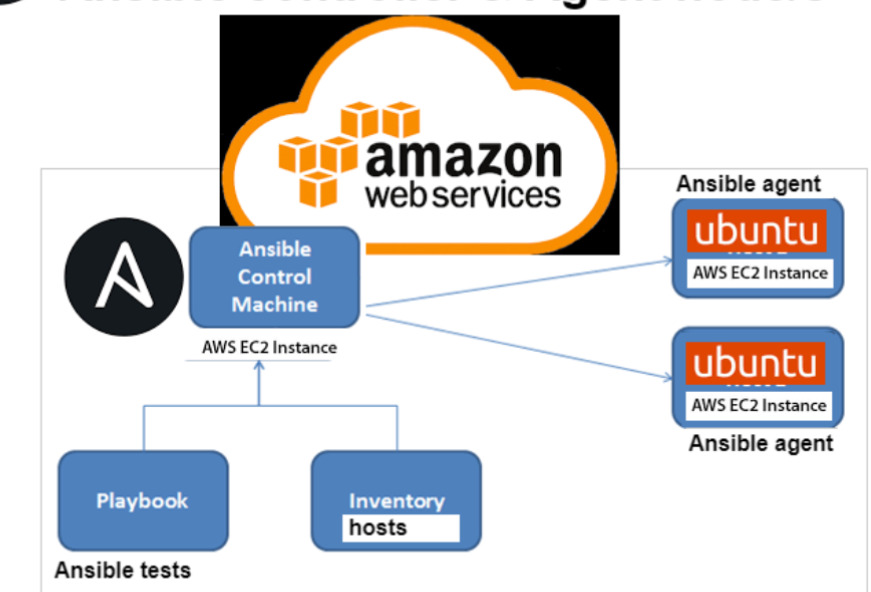 amazon
web services
Ansible agent
ubuntu
AWS EC2 Instance
Ansible
Control
Machine
AWS EC2 Instance
ubuntu
AWS EC2 Instance
Ansible agent
Playbook
Inventory
hosts
Ansible tests